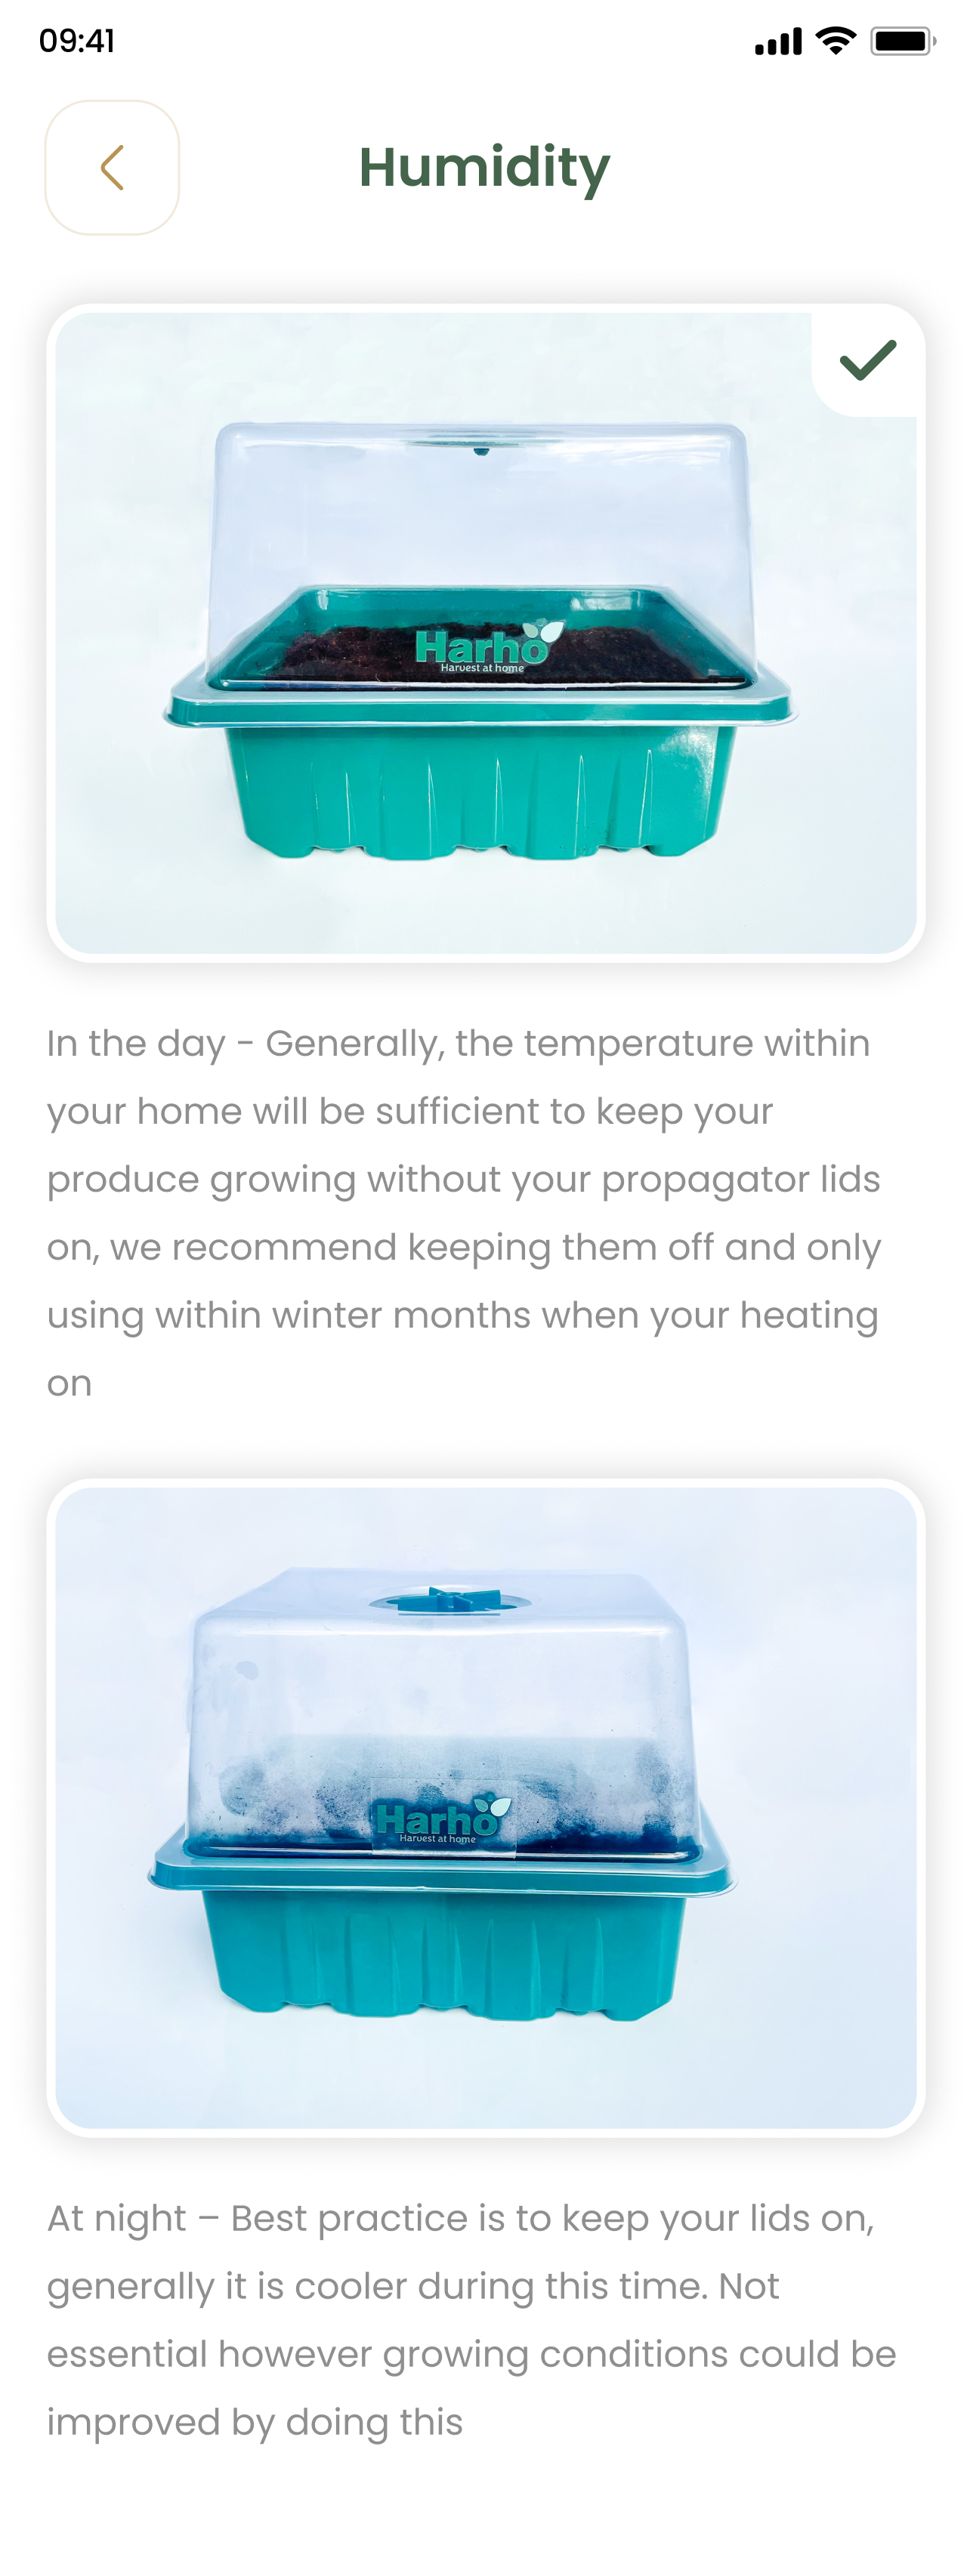 09:41
Humidity
Harho
Harvest at home
In the day - Generally, the temperature within
your home will be sufficient to keep your
produce growing without your propagator lids
on, we recommend keeping them off and only
using within winter months when your heating
on
Harho
Harvest at home
At night – Best practice is to keep your lids on,
generally it is cooler during this time. Not
essential however growing conditions could be
improved by doing this